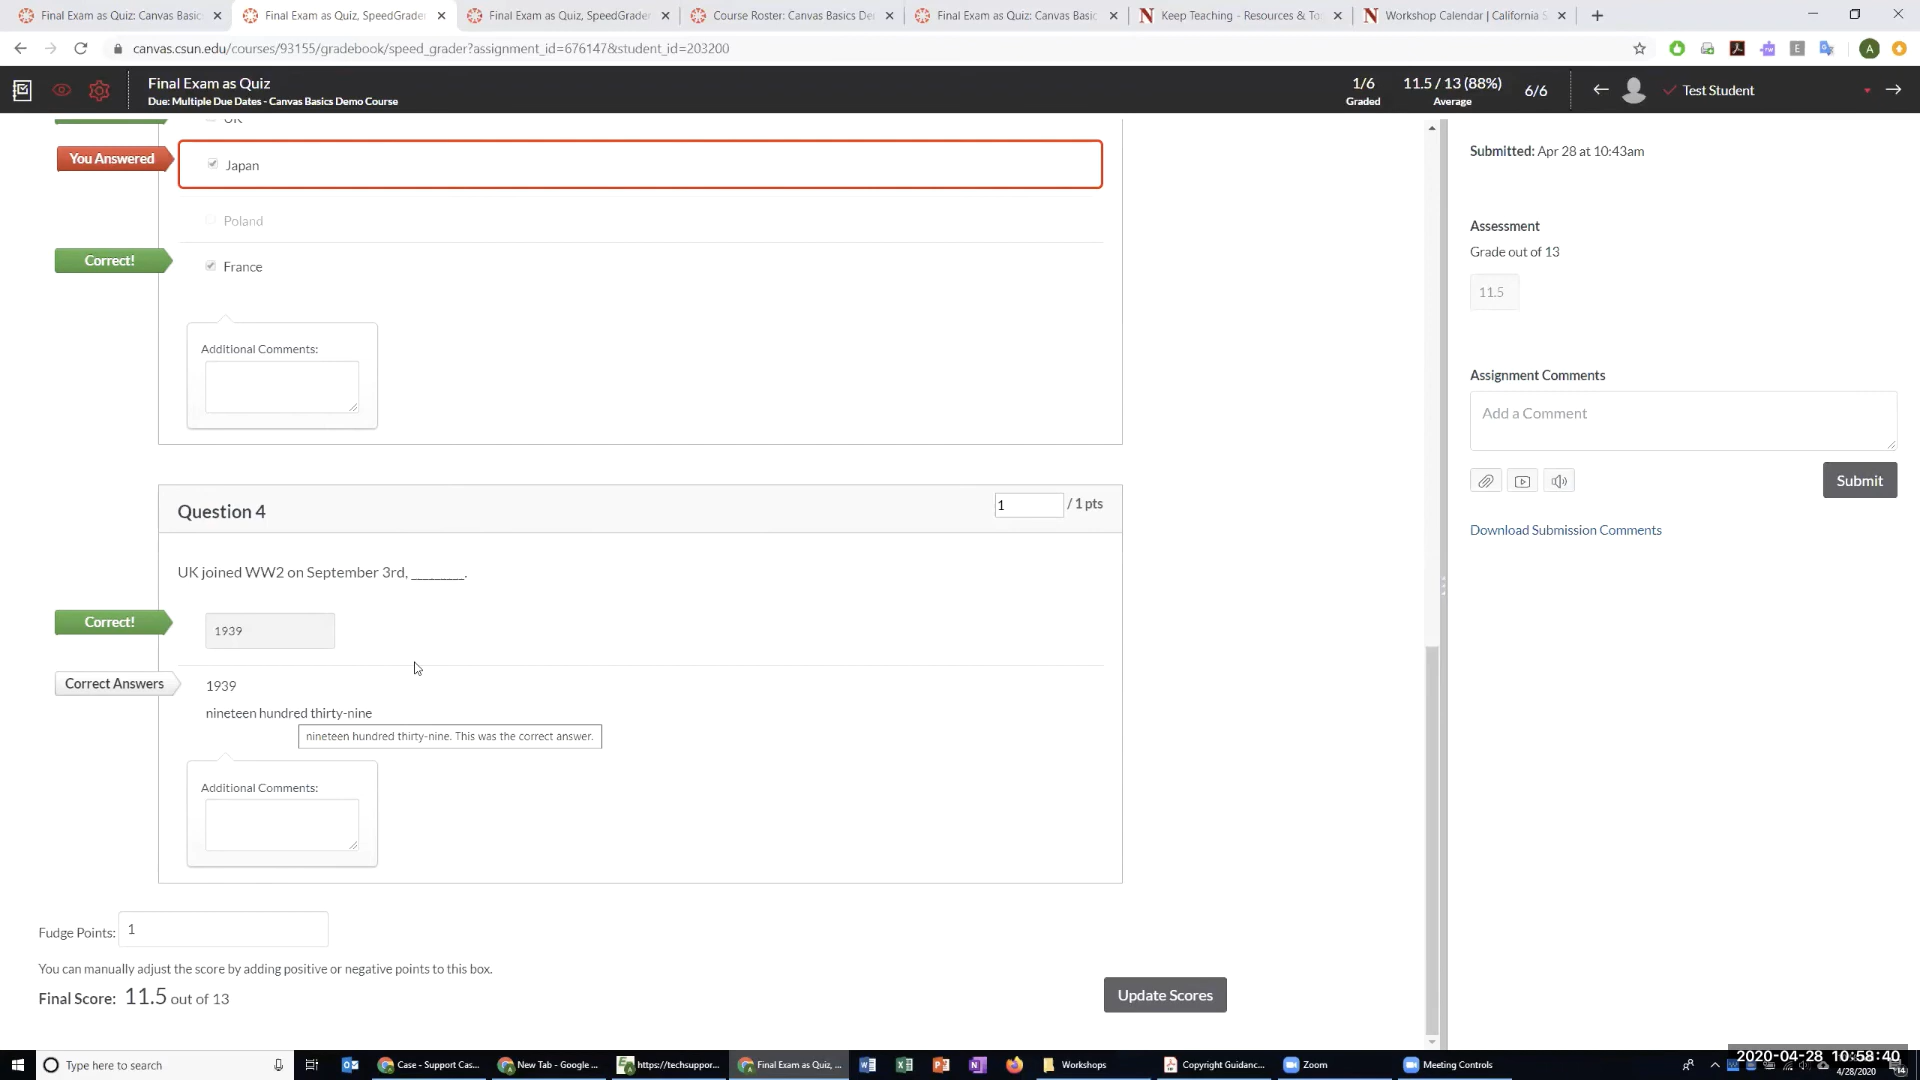 Final Exam as Quiz: Canvas Basic
Final Exam as Quiz, SpeedGrader
Final Exam as Quiz, SpeedGrader
Course Roster: Canvas Basics De
Final Exam as Quiz: Canvas Basic
Keep Teaching - Resources & To
Workshop Calendar | California S
canvas.csun.edu/courses/93155/gradebook/speed_grader?assignment_id=676147&student_id=203200
Final Exam as Quiz
Due: Multiple Due Dates - Canvas Basics Demo Course
1/6
Graded
11.5 / 13 (88%)
Average
6/6
Test Student
UK
You Answered
Japan
Poland
Correct!
France
Additional Comments:
Question 4
1
/ 1 pts
UK joined WW2 on September 3rd, _________.
Correct!
1939
Correct Answers
1939
nineteen hundred thirty-nine
nineteen hundred thirty-nine. This was the correct answer.
Additional Comments:
Fudge Points:
1
You can manually adjust the score by adding positive or negative points to this box.
Final Score: 11.5 out of 13
Update Scores
Submitted: Apr 28 at 10:43am
Assessment
Grade out of 13
11.5
Assignment Comments
Add a Comment
Submit
Download Submission Comments
Type here to search
Case - Support Cas...
New Tab - Google ...
https://techsuppor...
Final Exam as Quiz, ...
Workshops
Copyright Guidanc...
Zoom
Meeting Controls
2020-04-28 10:58:40
4/28/2020